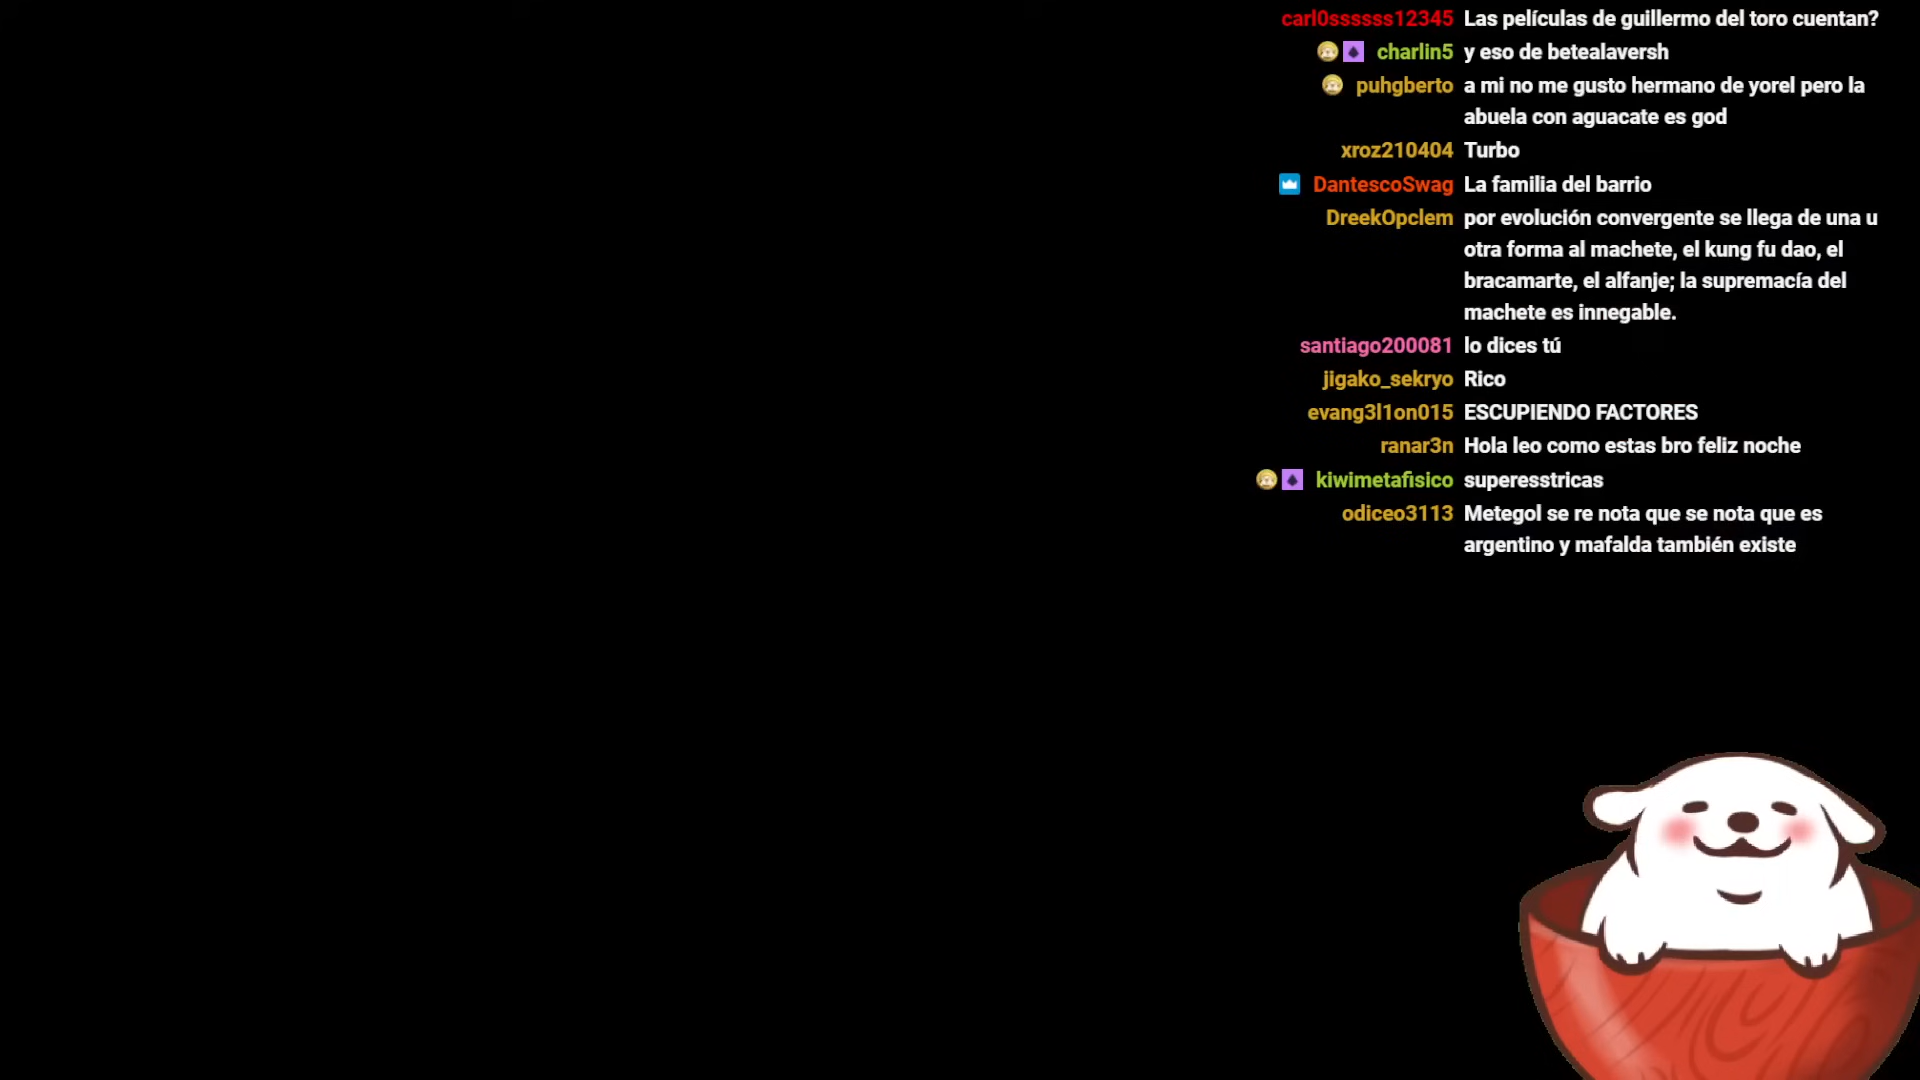 carl0ssssss12345 Las películas de guillermo del toro cuentan?
charlin5 y eso de betealaversh
puhgberto a mi no me gusto hermano de yorel pero la
abuela con aguacate es god
xroz210404 Turbo
DantescoSwag La familia del barrio
DreekOpclem por evolución convergente se llega de una u
otra forma al machete, el kung fu dao, el
bracamarte, el alfanje; la supremacía del
machete es innegable.
santiago200081 lo dices tú
jigako_sekryo Rico
evang3l1on015 ESCUPIENDO FACTORES
ranar3n Hola leo como estas bro feliz noche
kiwimetafisico superesstricas
odiceo3113 Metegol se re nota que se nota que es
argentino y mafalda también existe